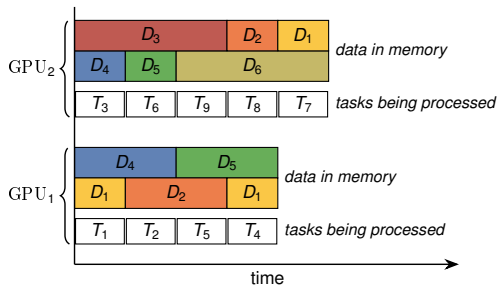 D₃ D₂ D₁
data in memory
D₄ D₅ D₆
GPU₂
T₃ T₆ T₉ T₈ T₇
tasks being processed
D₄ D₅
data in memory
D₁ D₂ D₁
GPU₁
T₁ T₂ T₅ T₄
tasks being processed
time